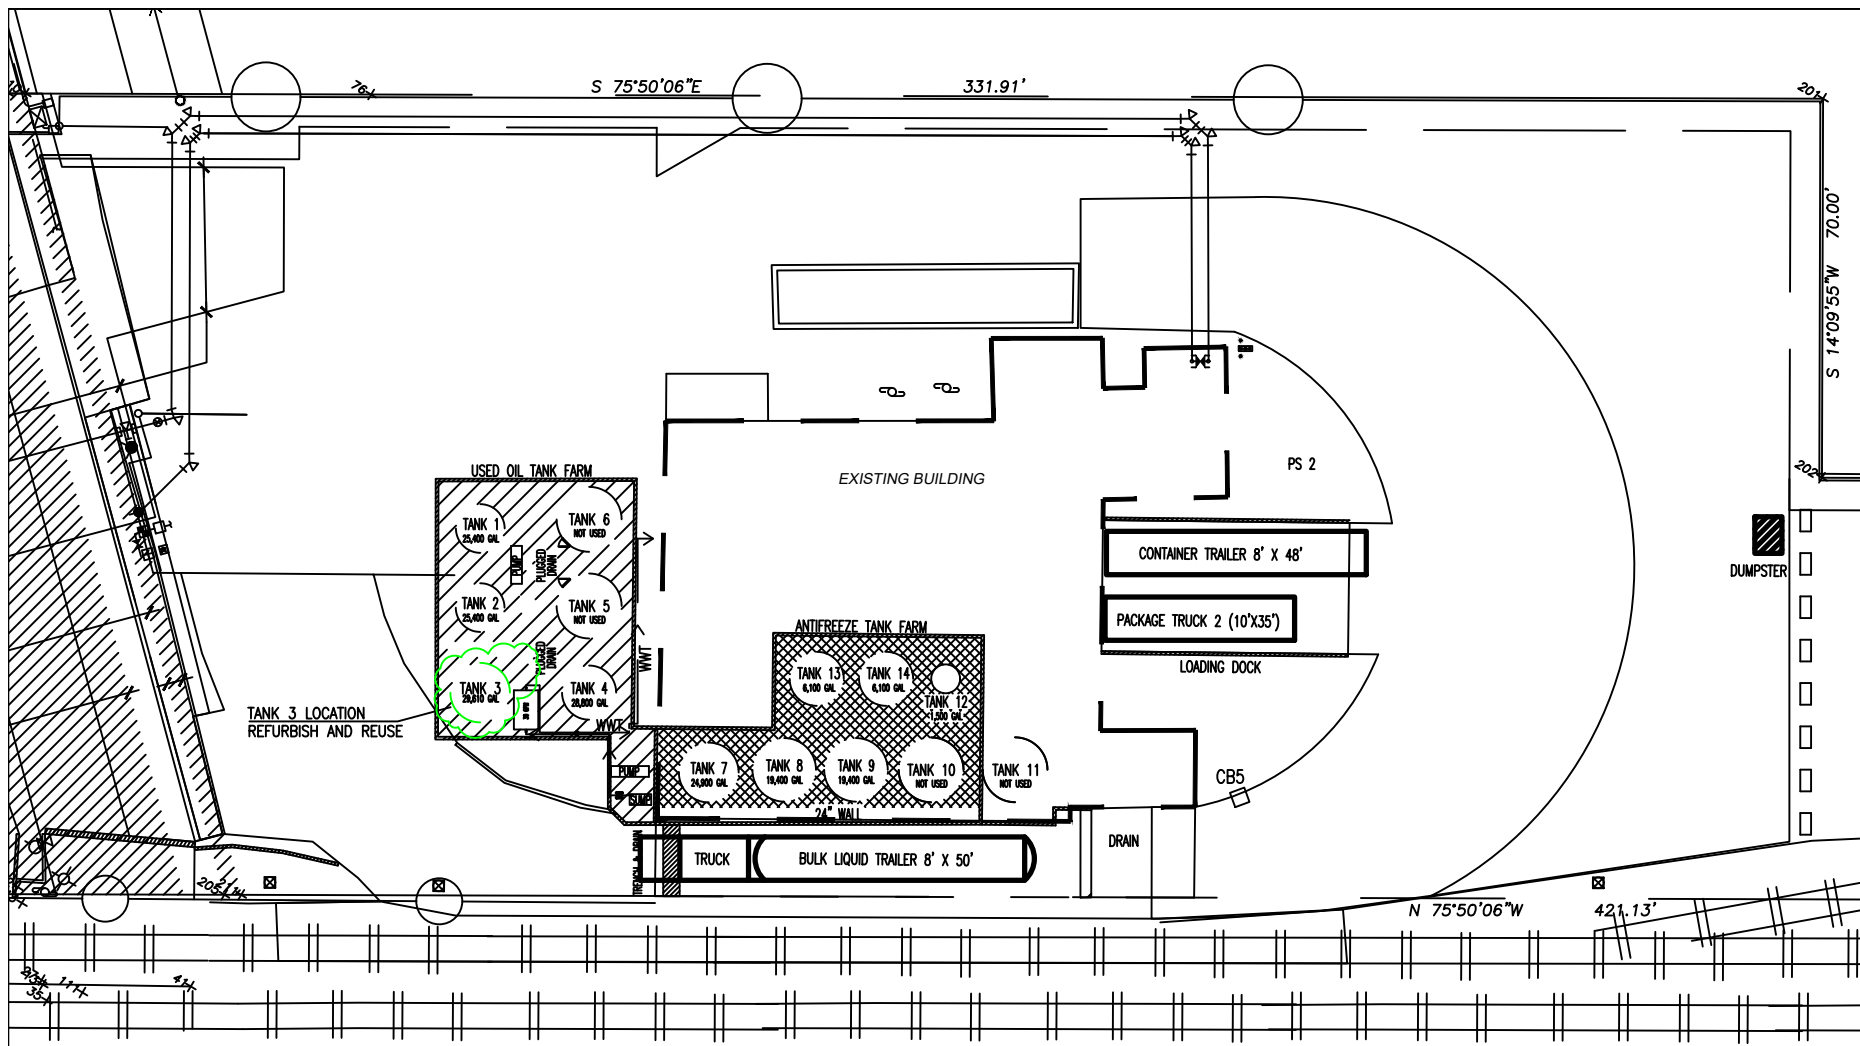 76
S 75°50'06"E
331.91'
201
S 14°09'55"W 70.00'
202
USED OIL TANK FARM
EXISTING BUILDING
PS 2
TANK 1
25,400 GAL
TANK 6
NOT USED
PUMP
PLUGGED
DRAIN
CONTAINER TRAILER 8' X 48'
DUMPSTER
TANK 2
25,400 GAL
TANK 5
NOT USED
PACKAGE TRUCK 2 (10'X35')
ANTIFREEZE TANK FARM
LOADING DOCK
PLUGGED
DRAIN
WWT
TANK 3
29,610 GAL
TANK 4
28,800 GAL
TANK 13
6,100 GAL
TANK 14
6,100 GAL
TANK 12
1,500 GAL
TANK 3 LOCATION
REFURBISH AND REUSE
WWT
PUMP
SUMP
TANK 7
24,900 GAL
TANK 8
19,400 GAL
TANK 9
19,400 GAL
TANK 10
NOT USED
TANK 11
NOT USED
CB5
24" WALL
TRENCH & DRAIN
TRUCK
BULK LIQUID TRAILER 8' X 50'
DRAIN
205
N 75°50'06"W
421.13'
111
41
35